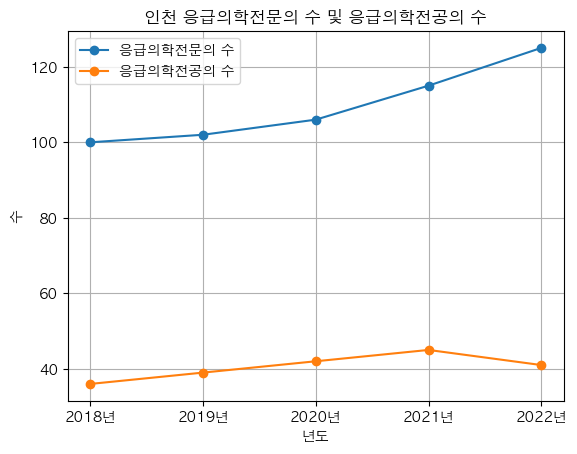 인천 응급의학전문의 수 및 응급의학전공의 수
응급의학전문의 수
응급의학전공의 수
120
100
80
60
40
수
2018년 2019년 2020년 2021년 2022년
년도